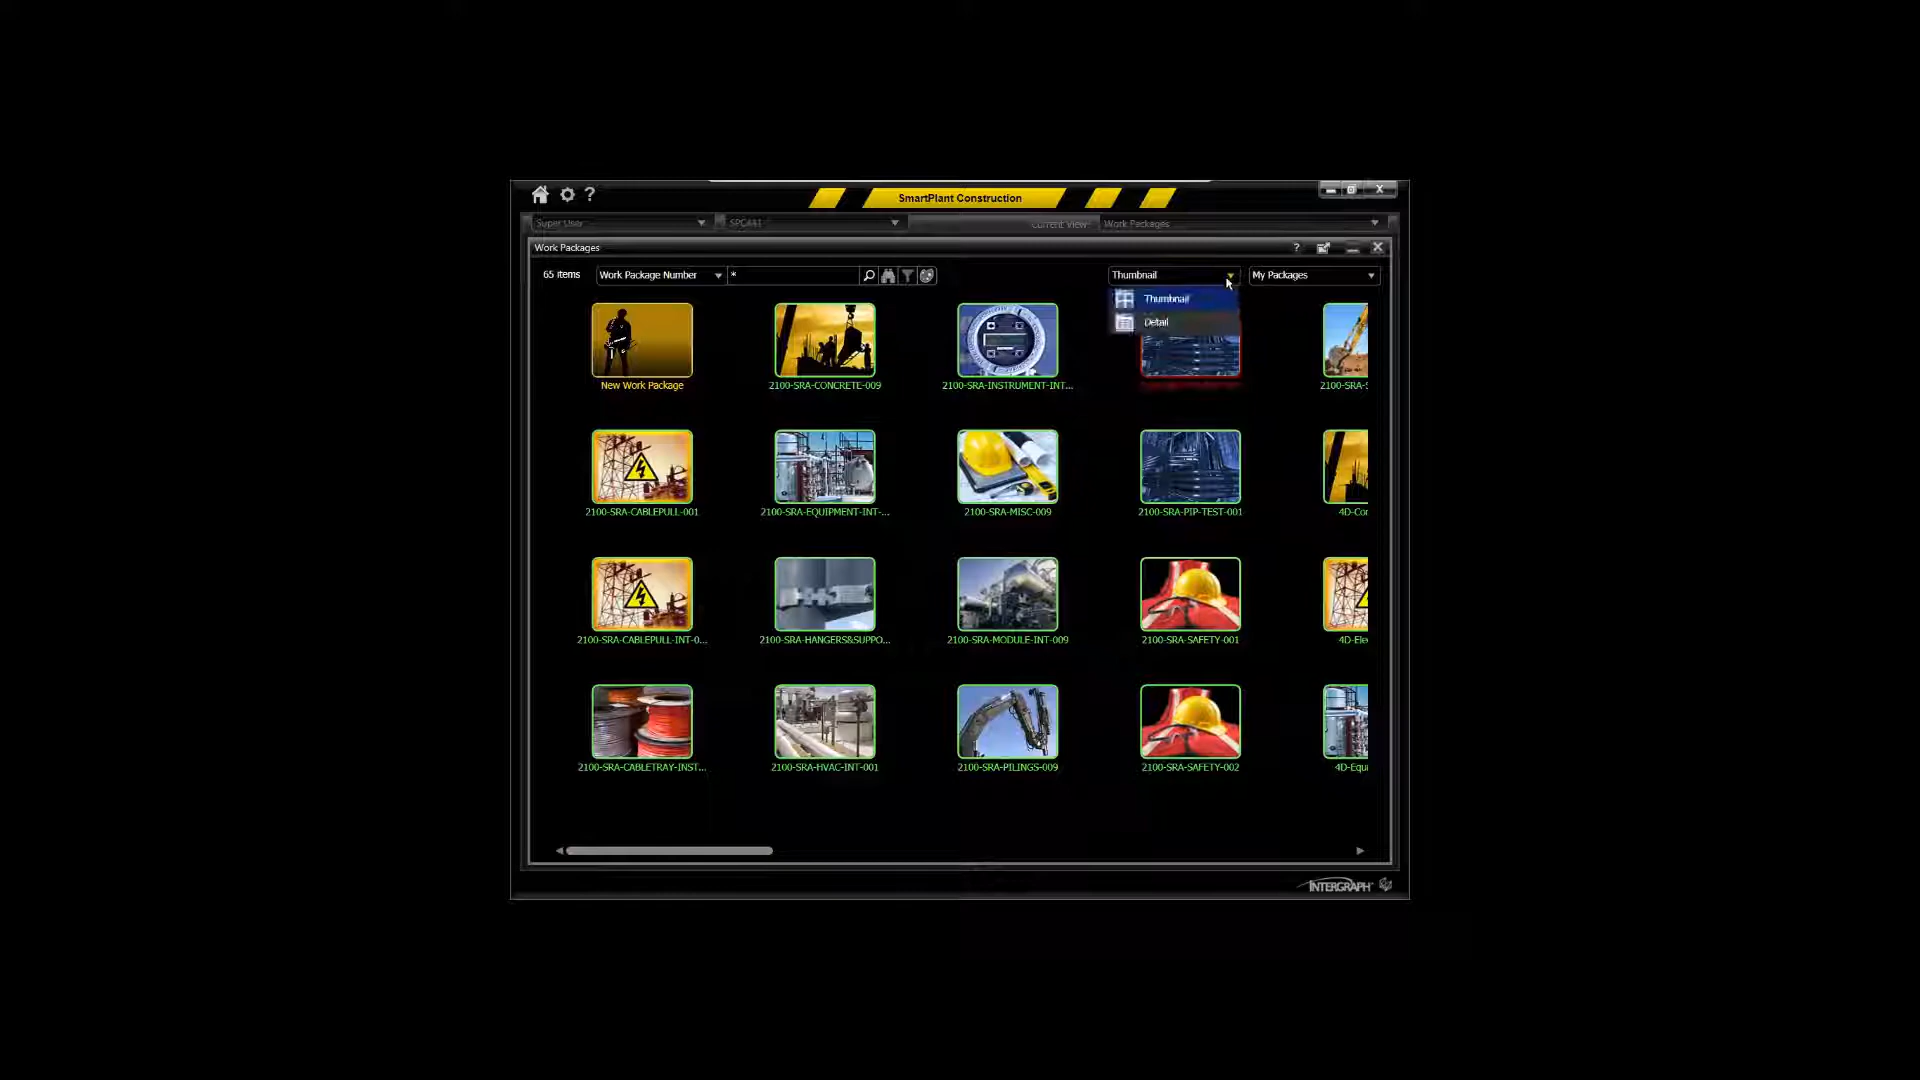 SmartPlant Construction
Super User
SPC441
Current View:
Work Packages
Work Packages
?
65 items
Work Package Number
*
Thumbnail
My Packages
Thumbnail
Detail
New Work Package
2100-SRA-CONCRETE-009
2100-SRA-INSTRUMENT-INT...
2100-SRA-S
2100-SRA-CABLEPULL-001
2100-SRA-EQUIPMENT-INT-...
2100-SRA-MISC-009
2100-SRA-PIP-TEST-001
4D-Con
2100-SRA-CABLEPULL-INT-0...
2100-SRA-HANGERS&SUPPO...
2100-SRA-MODULE-INT-009
2100-SRA-SAFETY-001
4D-Elec
2100-SRA-CABLETRAY-INST...
2100-SRA-HVAC-INT-001
2100-SRA-PILINGS-009
2100-SRA-SAFETY-002
4D-Equi
INTERGRAPH